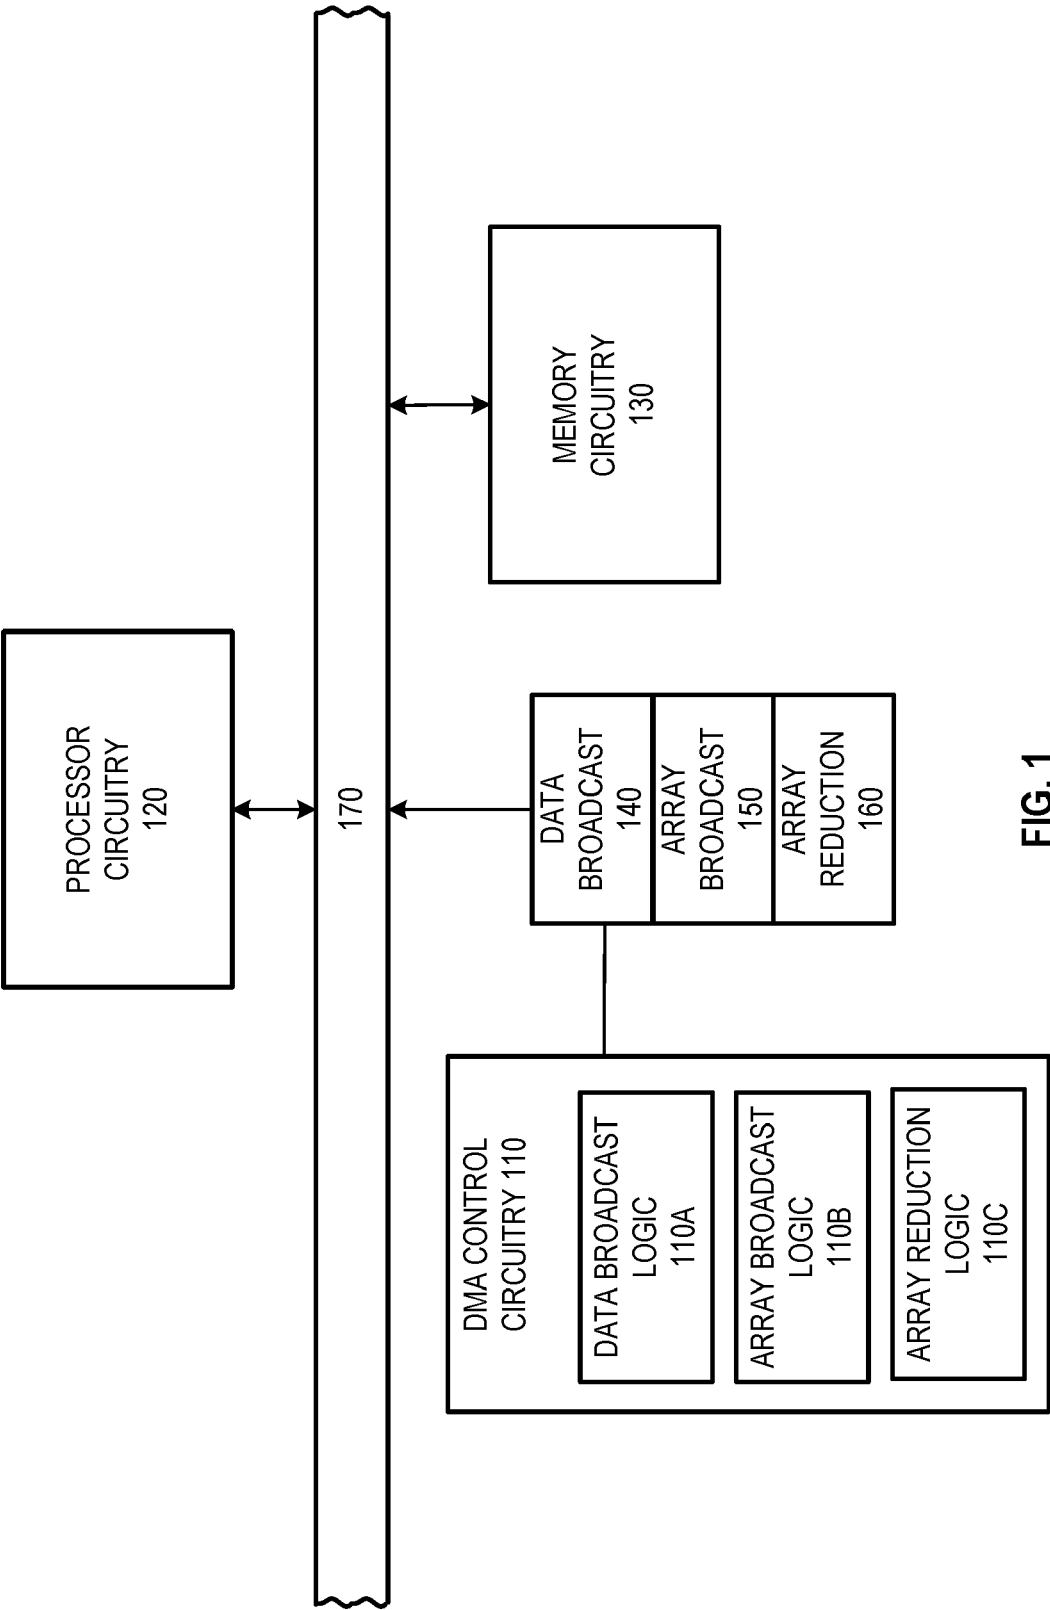 PROCESSOR
CIRCUITRY
120
170
DMA CONTROL
CIRCUITRY 110
DATA BROADCAST
LOGIC
110A
ARRAY BROADCAST
LOGIC
110B
ARRAY REDUCTION
LOGIC
110C
DATA
BROADCAST
140
ARRAY
BROADCAST
150
ARRAY
REDUCTION
160
MEMORY
CIRCUITRY
130
FIG. 1